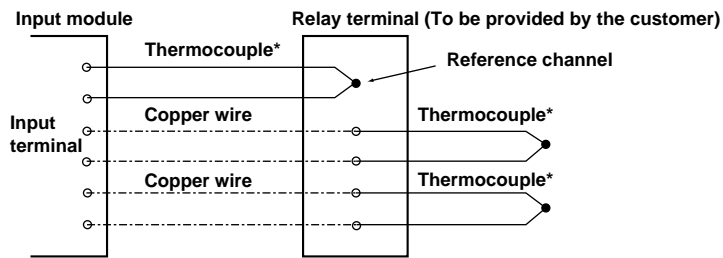 Input module
Relay terminal (To be provided by the customer)
Thermocouple*
Reference channel
Copper wire
Thermocouple*
Input
terminal
Copper wire
Thermocouple*